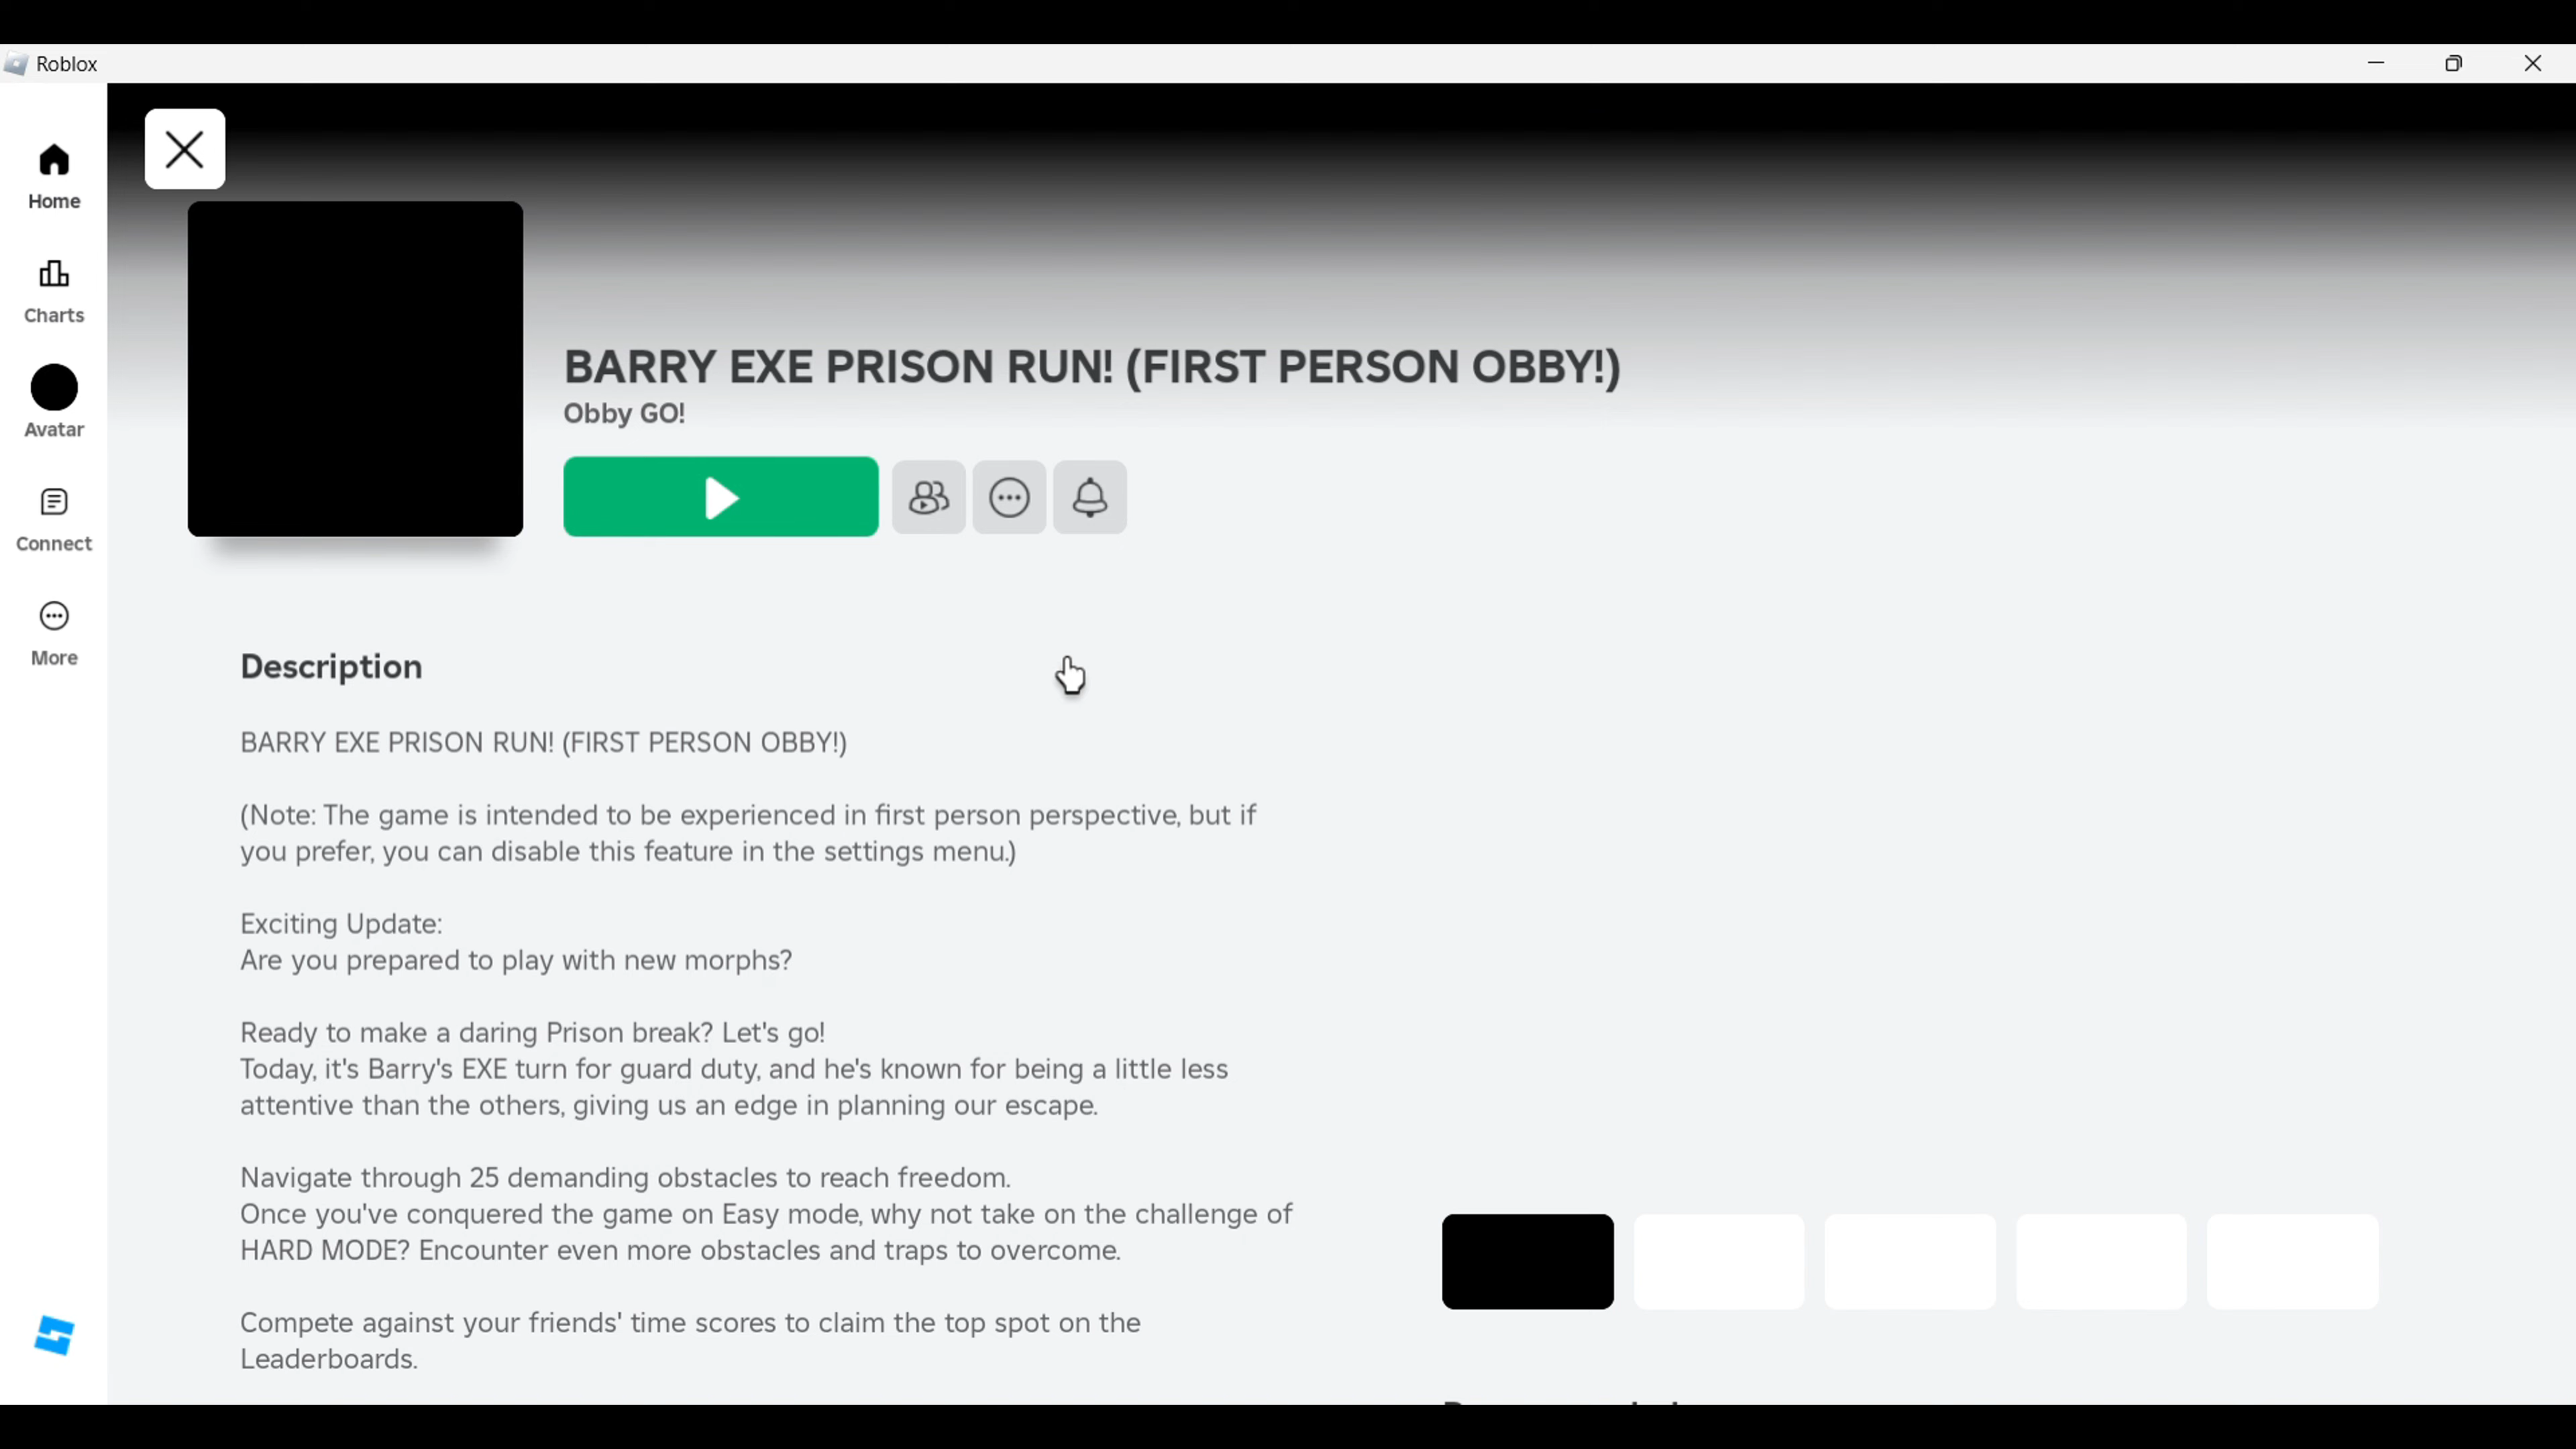 Roblox
Home
Charts
Avatar
Connect
More
BARRY EXE PRISON RUN! (FIRST PERSON OBBY!)
Obby GO!
Description
BARRY EXE PRISON RUN! (FIRST PERSON OBBY!)
(Note: The game is intended to be experienced in first person perspective, but if
you prefer, you can disable this feature in the settings menu.)
Exciting Update:
Are you prepared to play with new morphs?
Ready to make a daring Prison break? Let's go!
Today, it's Barry's EXE turn for guard duty, and he's known for being a little less
attentive than the others, giving us an edge in planning our escape.
Navigate through 25 demanding obstacles to reach freedom.
Once you've conquered the game on Easy mode, why not take on the challenge of
HARD MODE? Encounter even more obstacles and traps to overcome.
Compete against your friends' time scores to claim the top spot on the
Leaderboards.